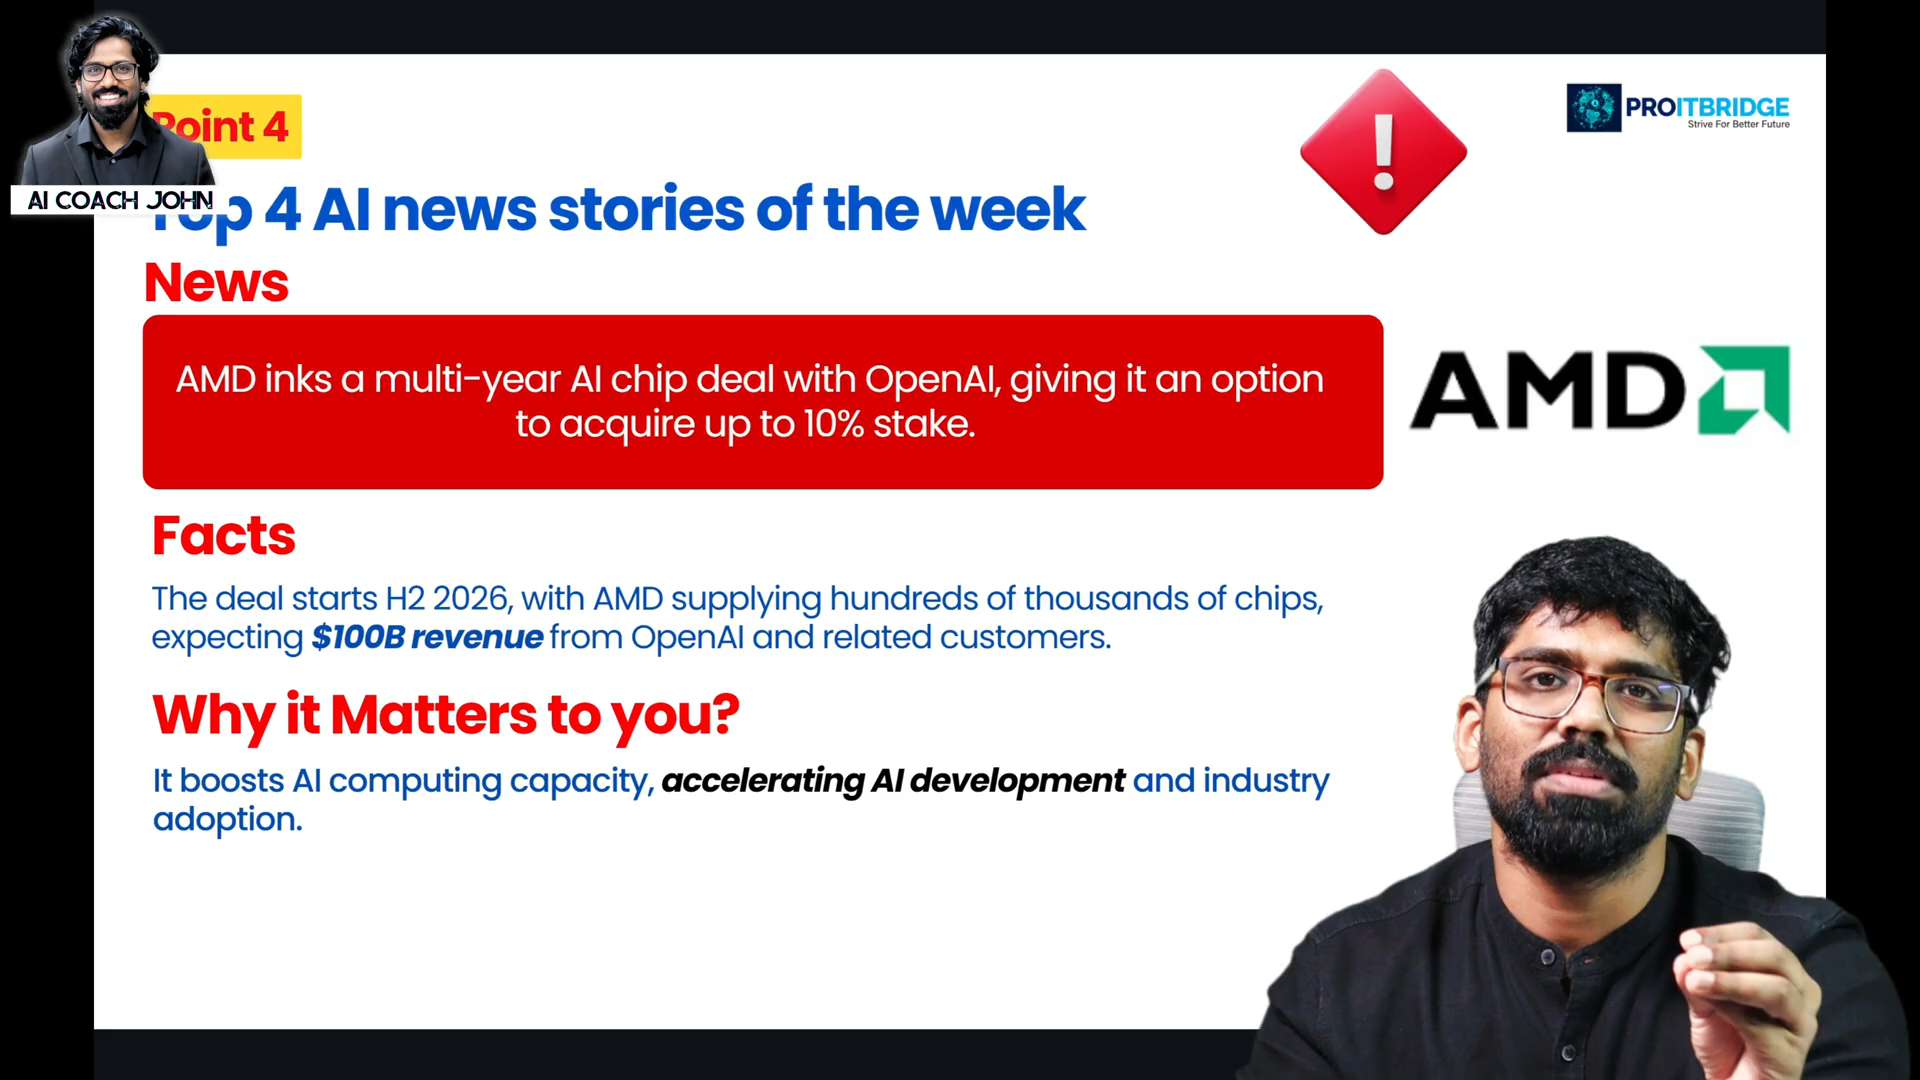 Point 4
PROITBRIDGE
Strive For Better Future
AI COACH JOHN
Top 4 AI news stories of the week
News
AMD inks a multi-year AI chip deal with OpenAI, giving it an option
to acquire up to 10% stake.
AMD
Facts
The deal starts H2 2026, with AMD supplying hundreds of thousands of chips,
expecting $100B revenue from OpenAI and related customers.
Why it Matters to you?
It boosts AI computing capacity, accelerating AI development and industry
adoption.